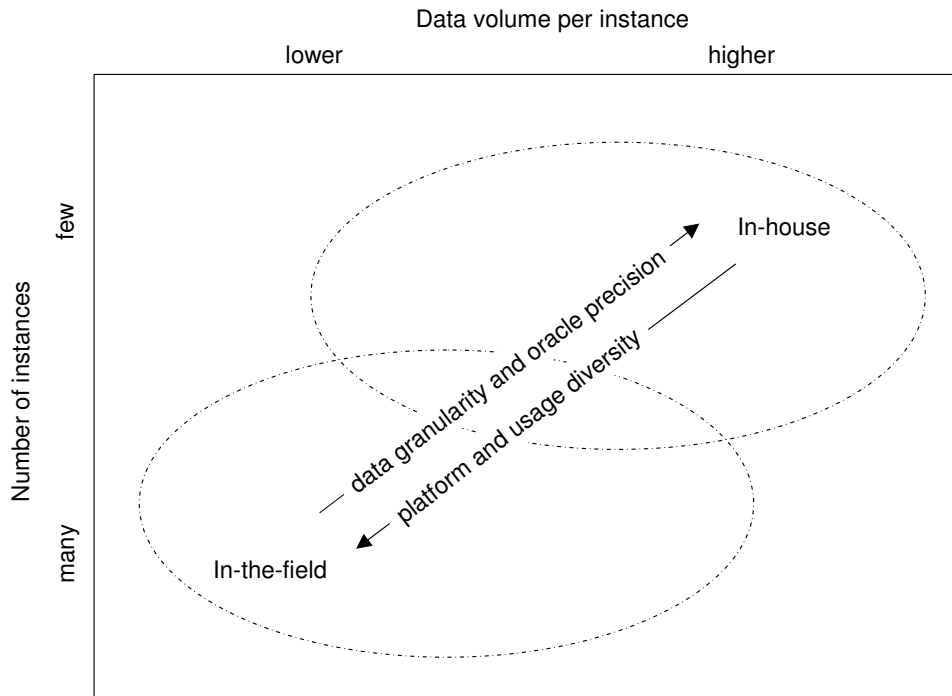 Data volume per instance
lower
higher
Number of instances
few
many
In-house
data granularity and oracle precision
platform and usage diversity
In-the-field